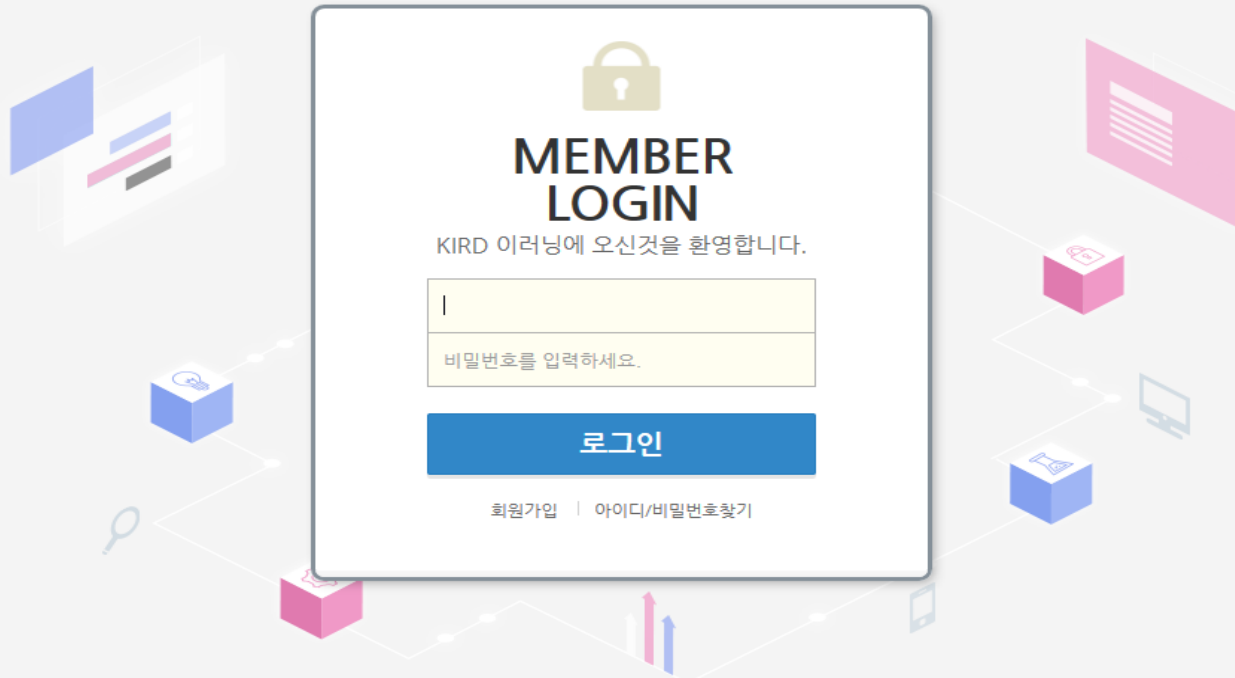 MEMBER
LOGIN
KIRD 이러닝에 오신것을 환영합니다.
비밀번호를 입력하세요.
로그인
회원가입 | 아이디/비밀번호찾기